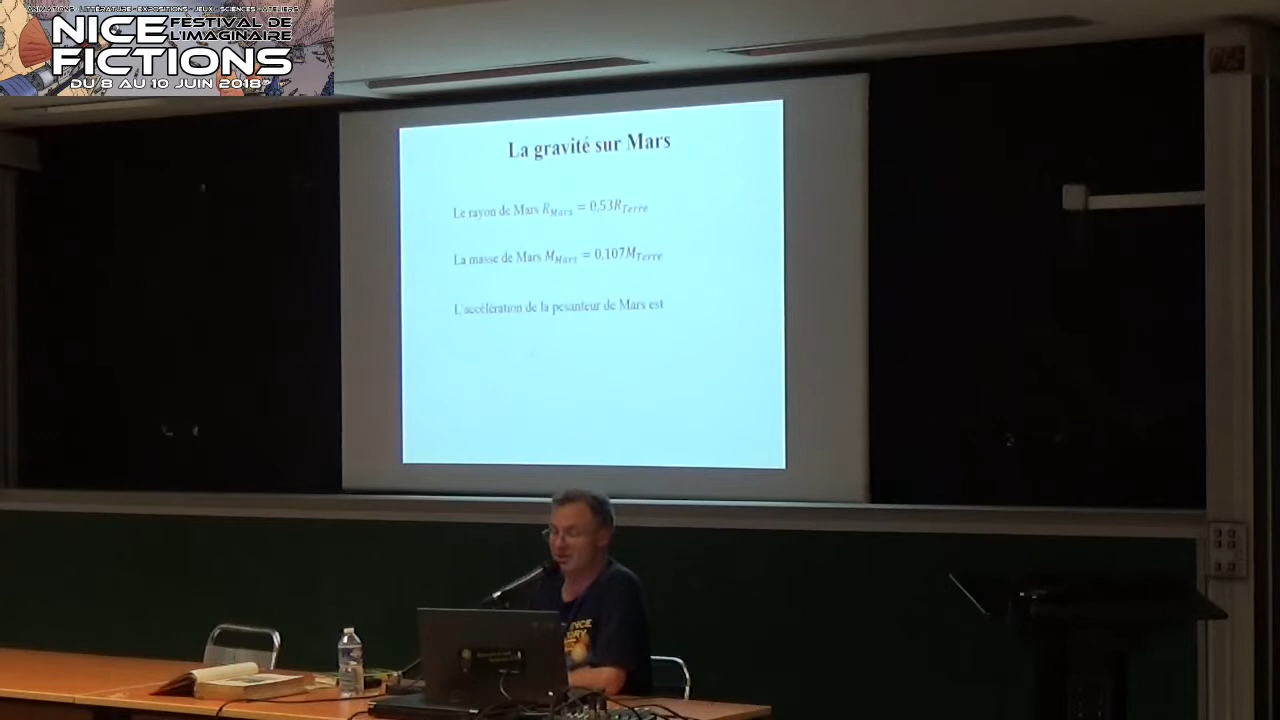 ANIMATIONS - LITTÉRATURE - EXPOSITIONS - JEUX - SCIENCES - ATELIERS
NICE FESTIVAL DE L'IMAGINAIRE
FICTIONS
DU 8 AU 10 JUIN 2018
La gravité sur Mars
Le rayon de Mars R_Mars = 0,53R_Terre
La masse de Mars M_Mars = 0,107M_Terre
L'accélération de la pesanteur de Mars est